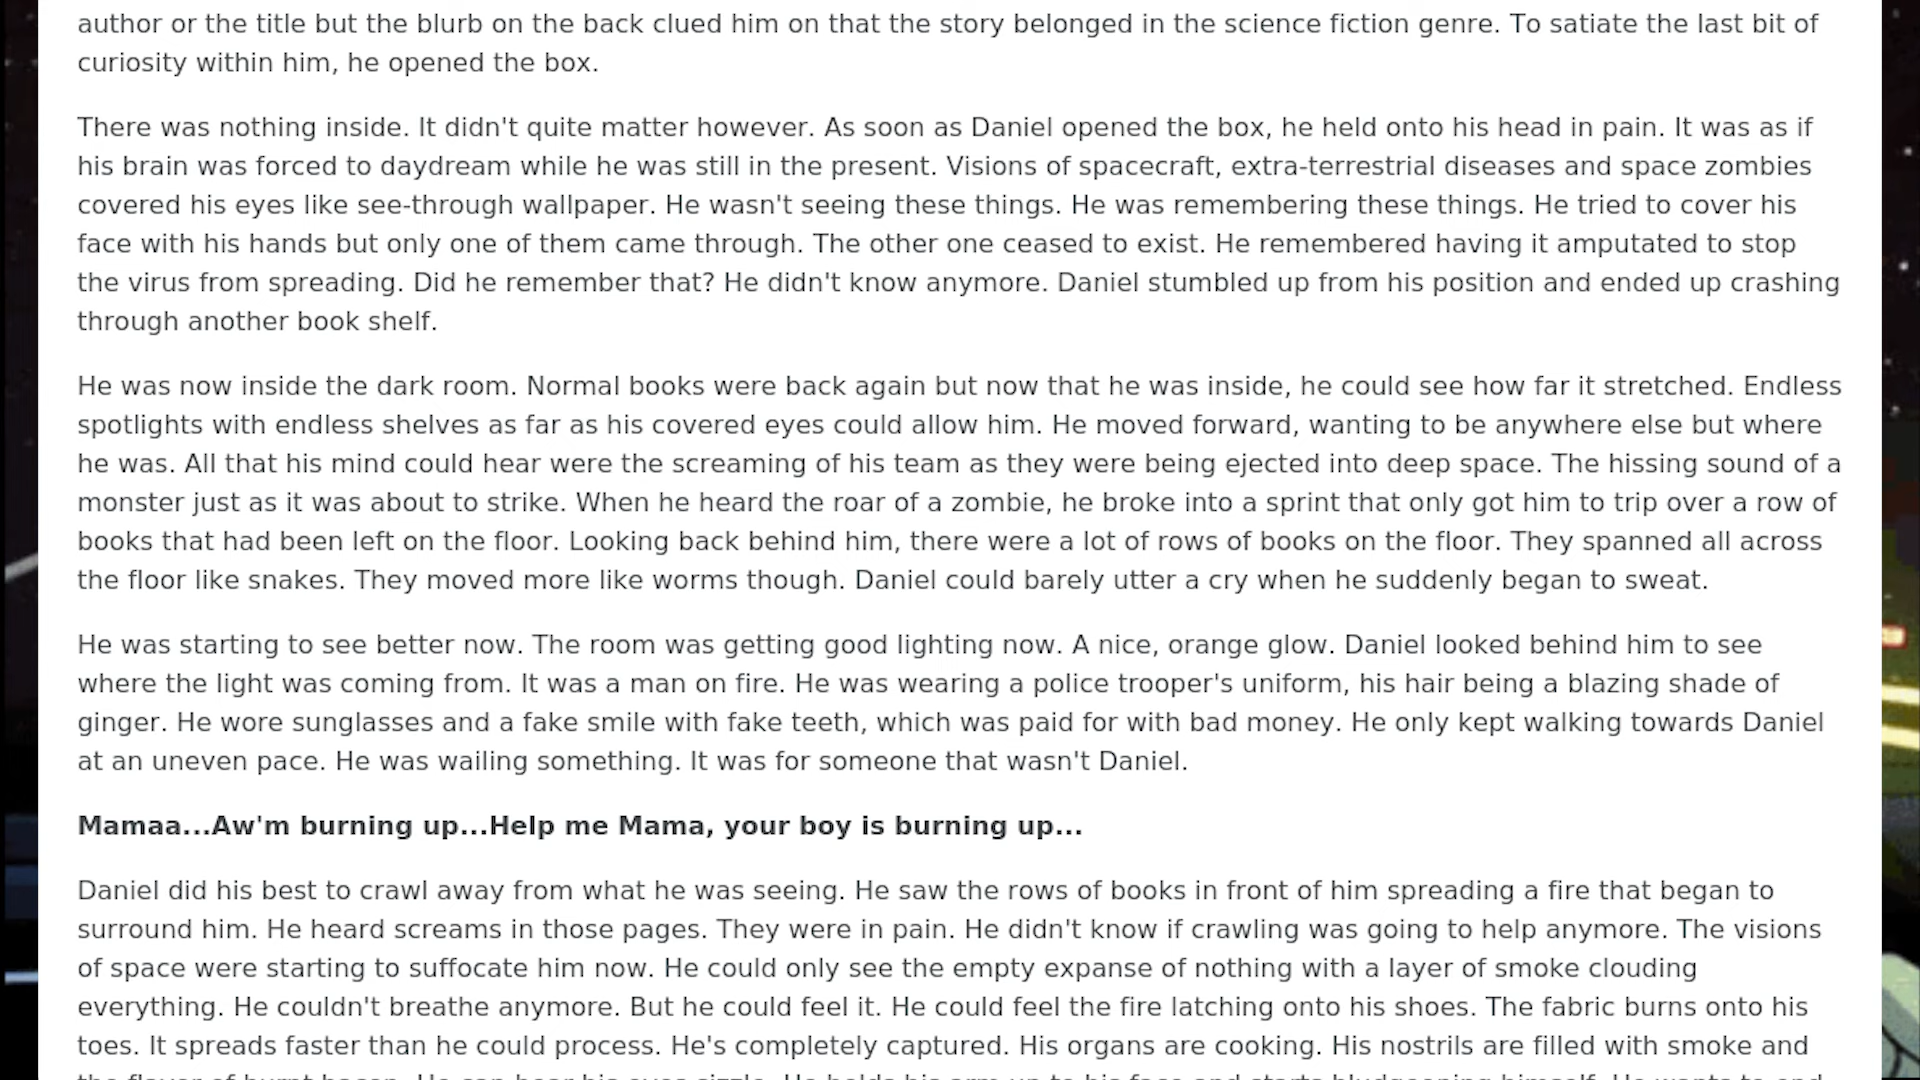 author or the title but the blurb on the back clued him on that the story belonged in the science fiction genre. To satiate the last bit of
curiosity within him, he opened the box.
There was nothing inside. It didn't quite matter however. As soon as Daniel opened the box, he held onto his head in pain. It was as if
his brain was forced to daydream while he was still in the present. Visions of spacecraft, extra-terrestrial diseases and space zombies
covered his eyes like see-through wallpaper. He wasn't seeing these things. He was remembering these things. He tried to cover his
face with his hands but only one of them came through. The other one ceased to exist. He remembered having it amputated to stop
the virus from spreading. Did he remember that? He didn't know anymore. Daniel stumbled up from his position and ended up crashing
through another book shelf.
He was now inside the dark room. Normal books were back again but now that he was inside, he could see how far it stretched. Endless
spotlights with endless shelves as far as his covered eyes could allow him. He moved forward, wanting to be anywhere else but where
he was. All that his mind could hear were the screaming of his team as they were being ejected into deep space. The hissing sound of a
monster just as it was about to strike. When he heard the roar of a zombie, he broke into a sprint that only got him to trip over a row of
books that had been left on the floor. Looking back behind him, there were a lot of rows of books on the floor. They spanned all across
the floor like snakes. They moved more like worms though. Daniel could barely utter a cry when he suddenly began to sweat.
He was starting to see better now. The room was getting good lighting now. A nice, orange glow. Daniel looked behind him to see
where the light was coming from. It was a man on fire. He was wearing a police trooper's uniform, his hair being a blazing shade of
ginger. He wore sunglasses and a fake smile with fake teeth, which was paid for with bad money. He only kept walking towards Daniel
at an uneven pace. He was wailing something. It was for someone that wasn't Daniel.
Mamaa...Aw'm burning up...Help me Mama, your boy is burning up...
Daniel did his best to crawl away from what he was seeing. He saw the rows of books in front of him spreading a fire that began to
surround him. He heard screams in those pages. They were in pain. He didn't know if crawling was going to help anymore. The visions
of space were starting to suffocate him now. He could only see the empty expanse of nothing with a layer of smoke clouding
everything. He couldn't breathe anymore. But he could feel it. He could feel the fire latching onto his shoes. The fabric burns onto his
toes. It spreads faster than he could process. He's completely captured. His organs are cooking. His nostrils are filled with smoke and
the flavor of burnt bacon. He can hear his eyes sizzle. He holds his arm up to his face and starts bludgeoning himself. He wants to end